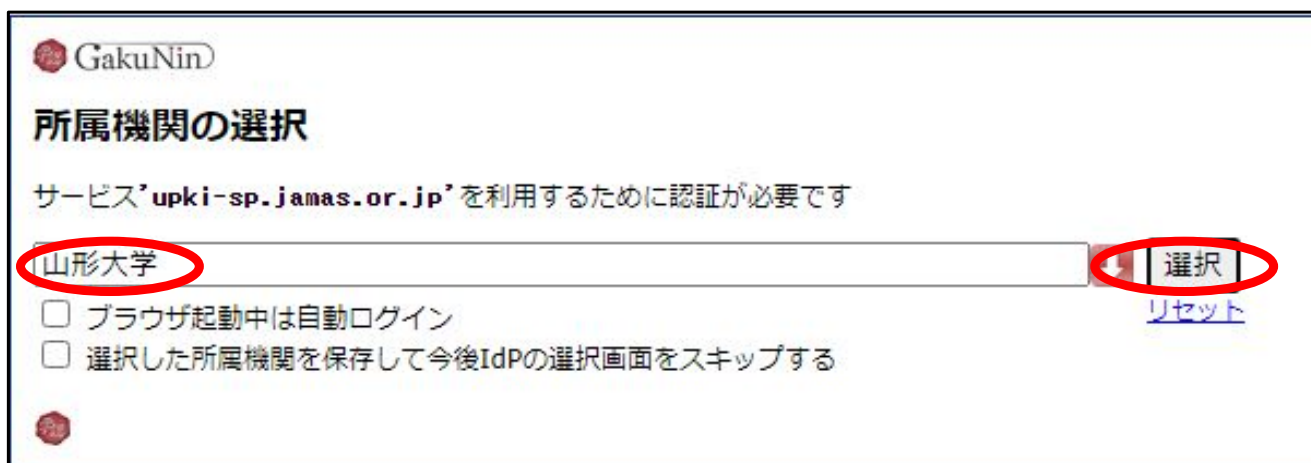 GakuNin
所属機関の選択
サービス'upki-sp.jamas.or.jp'を利用するために認証が必要です
山形大学 選択
ブラウザ起動中は自動ログイン リセット
選択した所属機関を保存して今後IdPの選択画面をスキップする